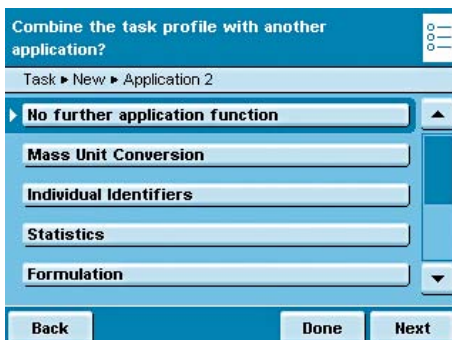 Combine the task profile with another
application?
Task ▸ New ▸ Application 2
No further application function
Mass Unit Conversion
Individual Identifiers
Statistics
Formulation
Back Done Next